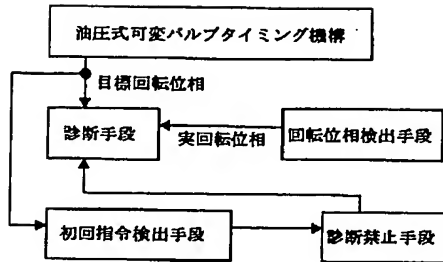 油圧式可変バルブタイミング機構
目標回転位相
診断手段
実回転位相
回転位相検出手段
初回指令検出手段
診断禁止手段